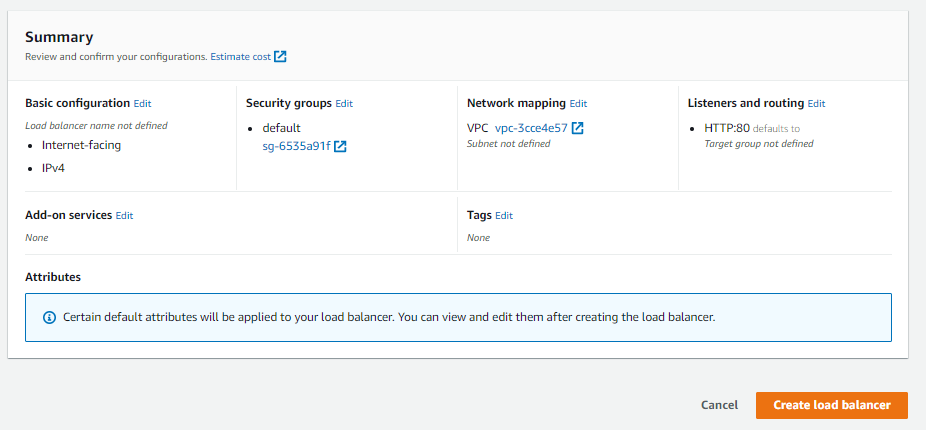 Summary
Review and confirm your configurations. Estimate cost
Basic configuration Edit
Load balancer name not defined
• Internet-facing
• IPv4
Security groups Edit
• default
sg-6535a91f
Network mapping Edit
VPC vpc-3cce4e57
Subnet not defined
Listeners and routing Edit
• HTTP:80 defaults to
Target group not defined
Add-on services Edit
None
Tags Edit
None
Attributes
Certain default attributes will be applied to your load balancer. You can view and edit them after creating the load balancer.
Cancel
Create load balancer